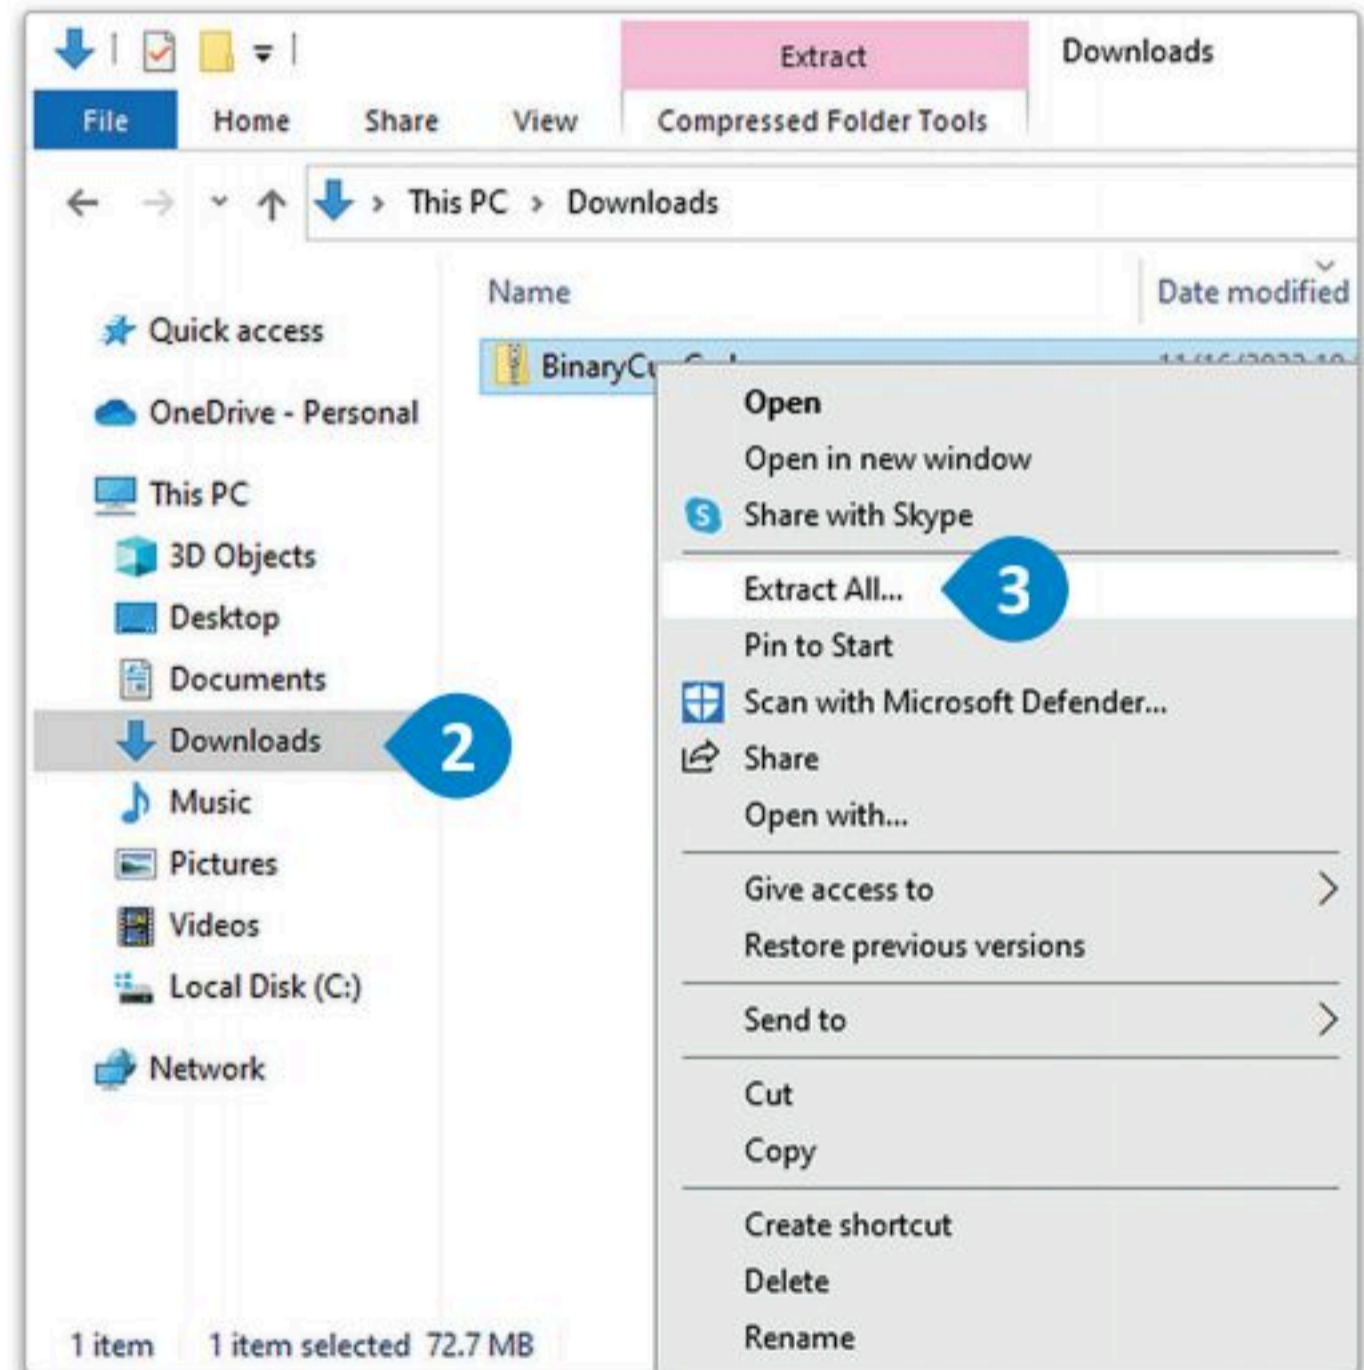 Extract
Downloads
File Home Share View Compressed Folder Tools
This PC > Downloads
Name Date modified
Quick access
OneDrive - Personal
This PC
3D Objects
Desktop
Documents
Downloads 2
Music
Pictures
Videos
Local Disk (C:)
Network
Open
Open in new window
S Share with Skype
Extract All... 3
Pin to Start
Scan with Microsoft Defender...
Share
Open with...
Give access to >
Restore previous versions
Send to >
Cut
Copy
Create shortcut
Delete
Rename
1 item 1 item selected 72.7 MB